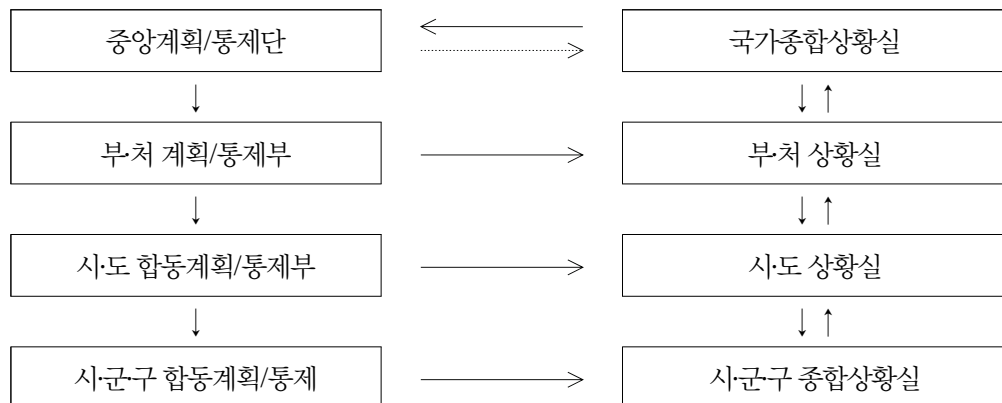 중앙계획/통제단
국가종합상황실
부·처 계획/통제부
부·처 상황실
시·도 합동계획/통제부
시·도 상황실
시·군·구 합동계획/통제
시·군·구 종합상황실